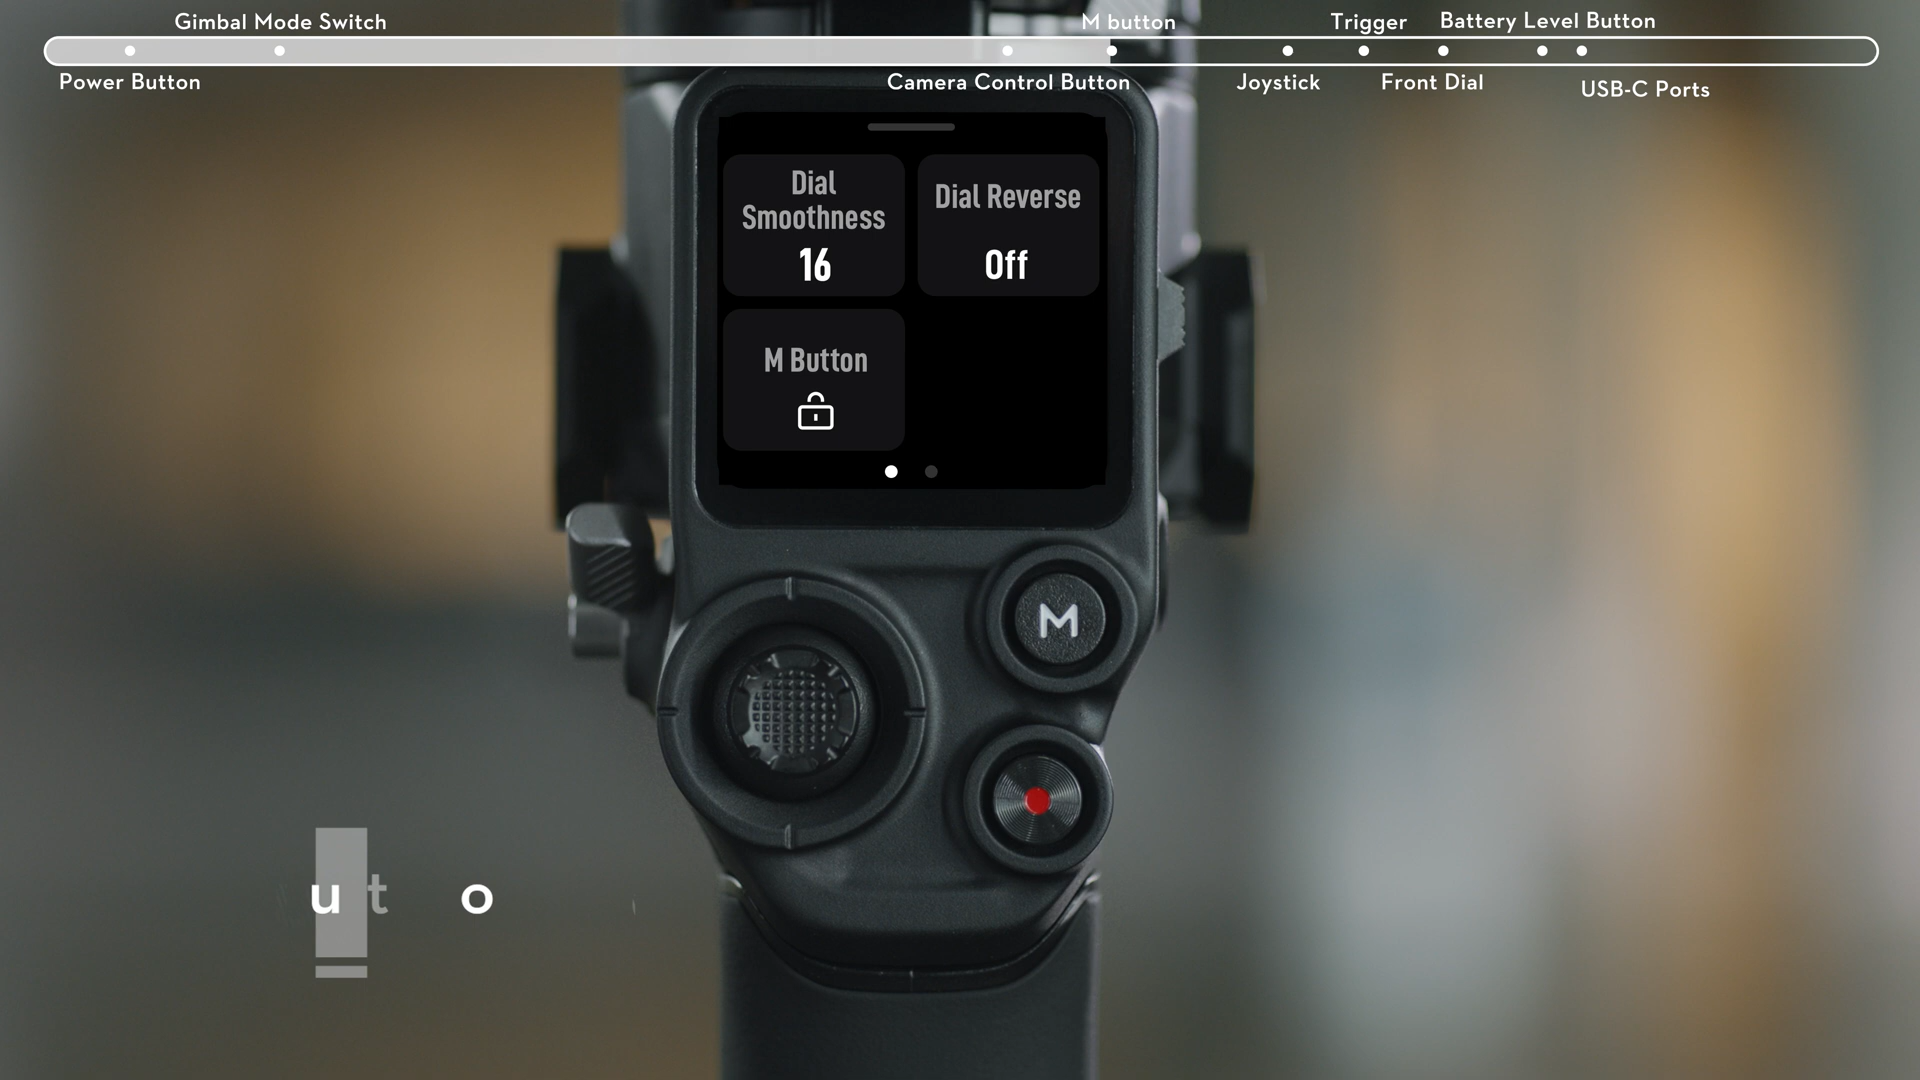 Gimbal Mode Switch
M button
Trigger
Battery Level Button
Power Button
Camera Control Button
Joystick
Front Dial
USB-C Ports
Dial
Smoothness
16
Dial Reverse
Off
M Button
M
u t o